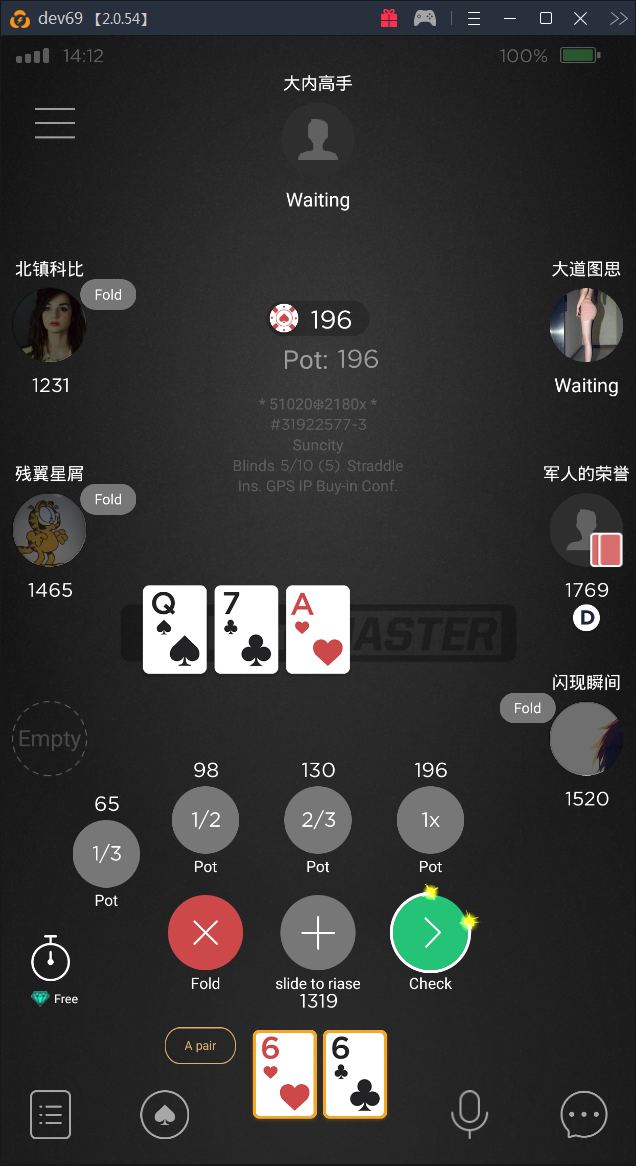 dev69 【2.0.54】
14:12
100%
大内高手
Waiting
北镇科比
Fold
1231
大道图思
Waiting
196
Pot: 196
* 51020❉2180x *
#31922577-3
Suncity
Blinds 5/10 (5) Straddle
Ins. GPS IP Buy-in Conf.
残翼星屑
Fold
1465
军人的荣誉
1769
D
Q
7
A
ASTER
闪现瞬间
Fold
1520
Empty
65
1/3
Pot
98
1/2
Pot
130
2/3
Pot
196
1x
Pot
Free
Fold
slide to riase
1319
Check
A pair
6
6